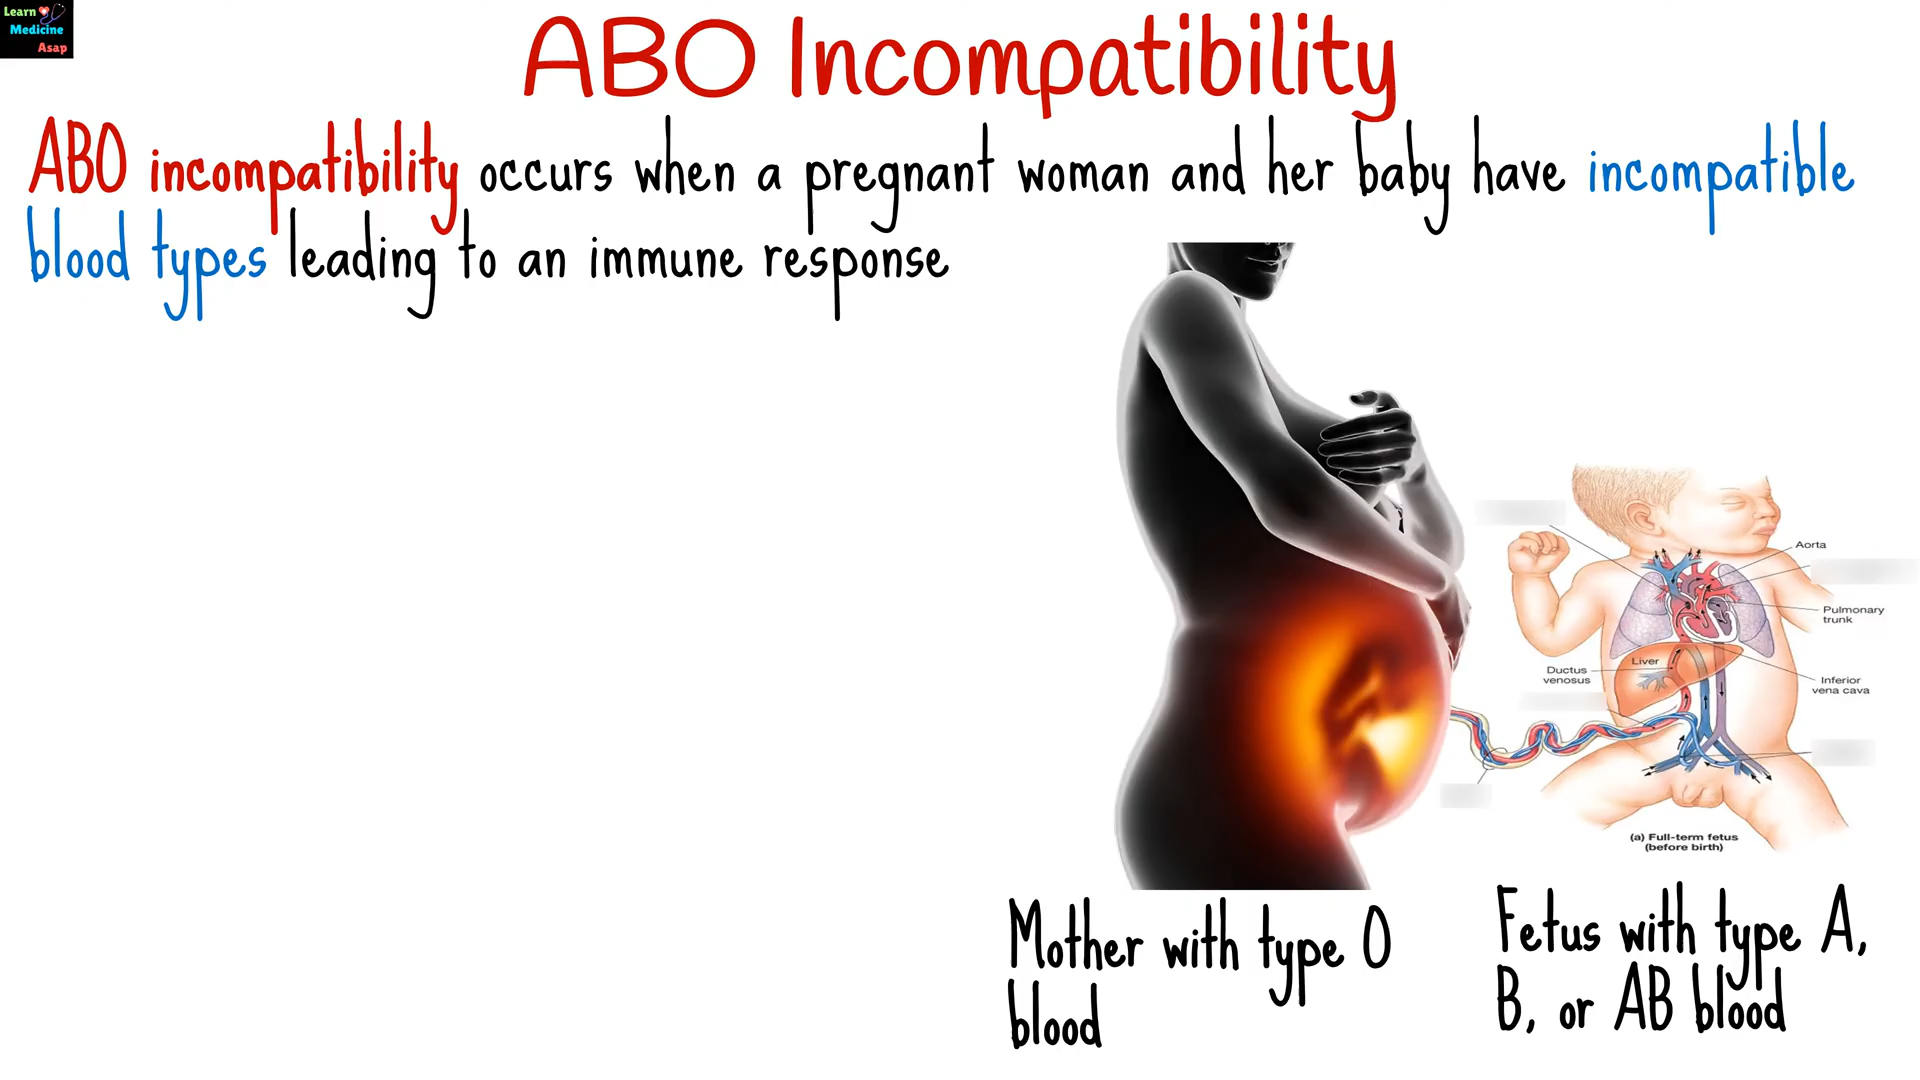 Learn
Medicine
Asap
ABO Incompatibility
ABO incompatibility occurs when a pregnant woman and her baby have incompatible
blood types leading to an immune response
Aorta
Pulmonary
trunk
Liver
Ductus
venosus
Inferior
vena cava
(a) Full-term fetus
(before birth)
Mother with type O
blood
Fetus with type A,
B, or AB blood